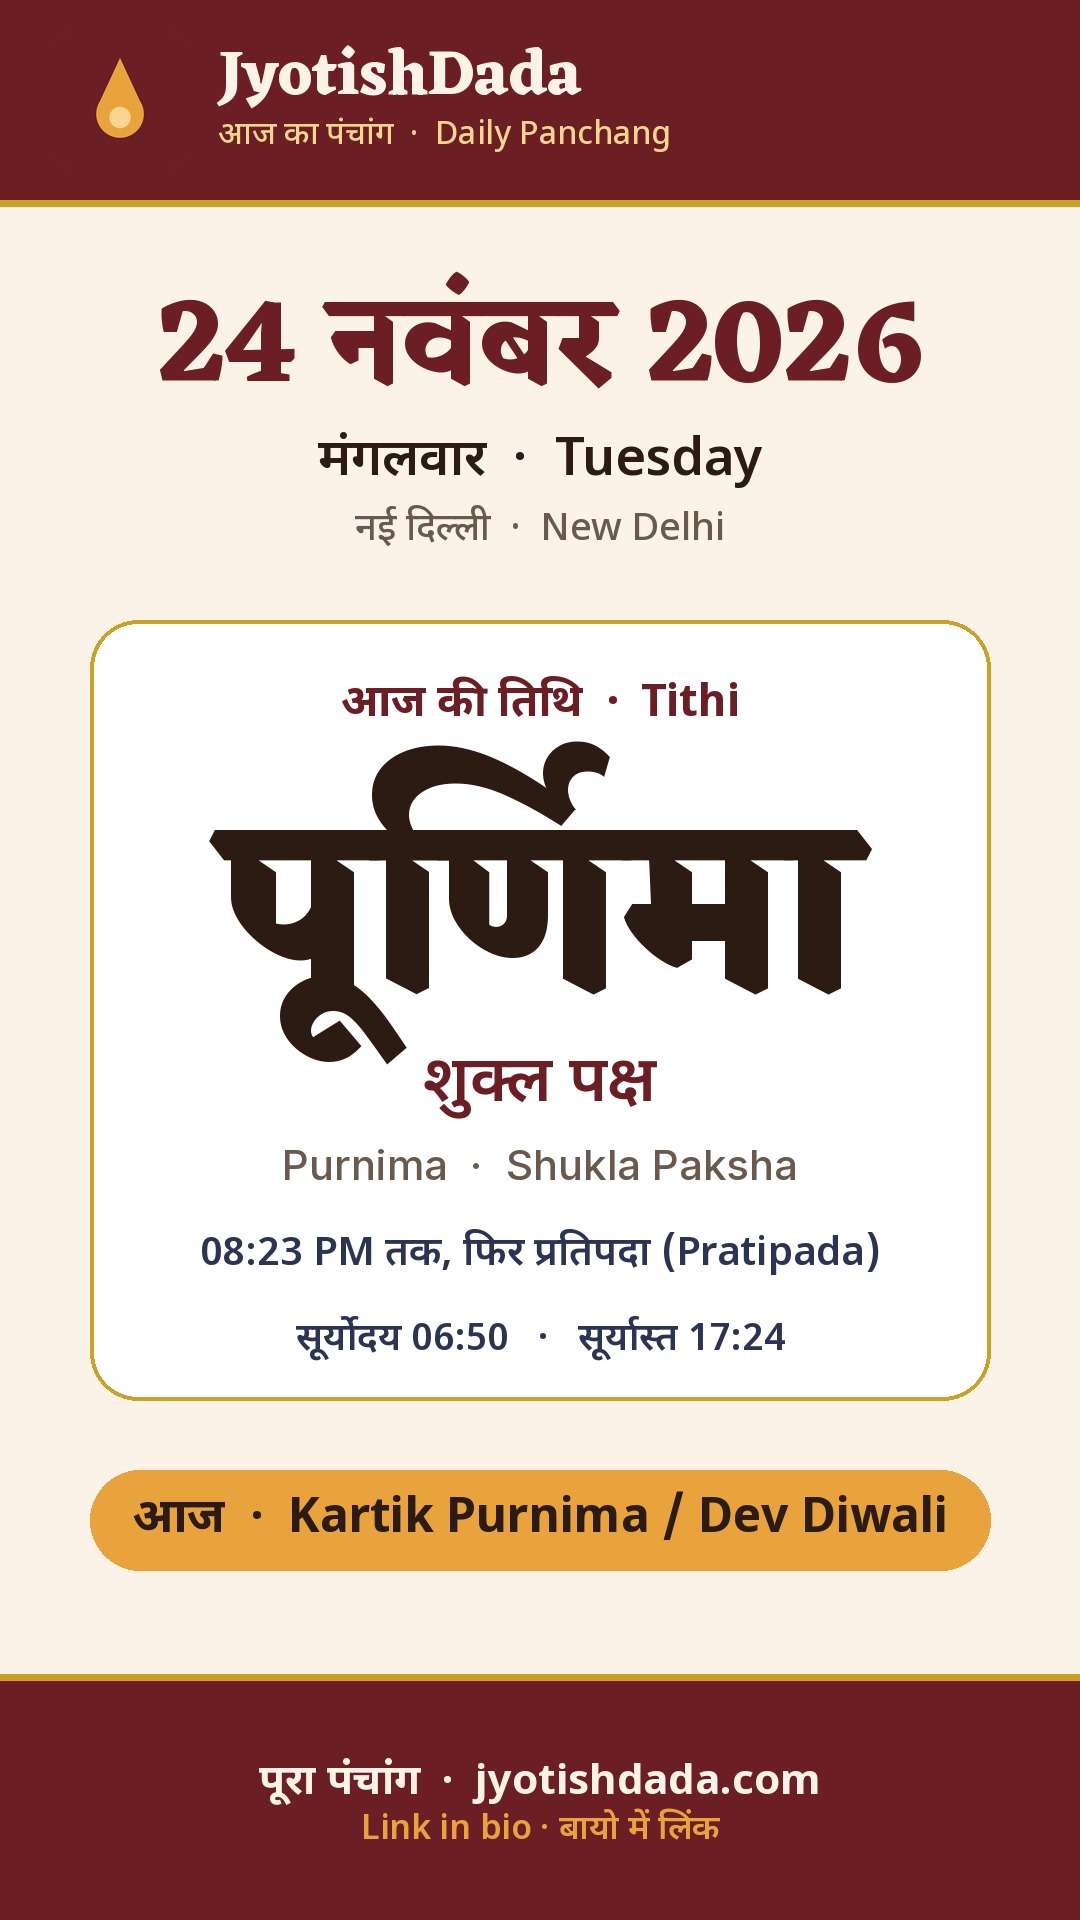 JyotishDada
आज का पंचांग · Daily Panchang
24 नवंबर 2026
मंगलवार · Tuesday
नई दिल्ली · New Delhi
आज की तिथि · Tithi
पूर्णिमा
शुक्ल पक्ष
Purnima · Shukla Paksha
08:23 PM तक, फिर प्रतिपदा (Pratipada)
सूर्योदय 06:50 · सूर्यास्त 17:24
आज · Kartik Purnima / Dev Diwali
पूरा पंचांग · jyotishdada.com
Link in bio · बायो में लिंक